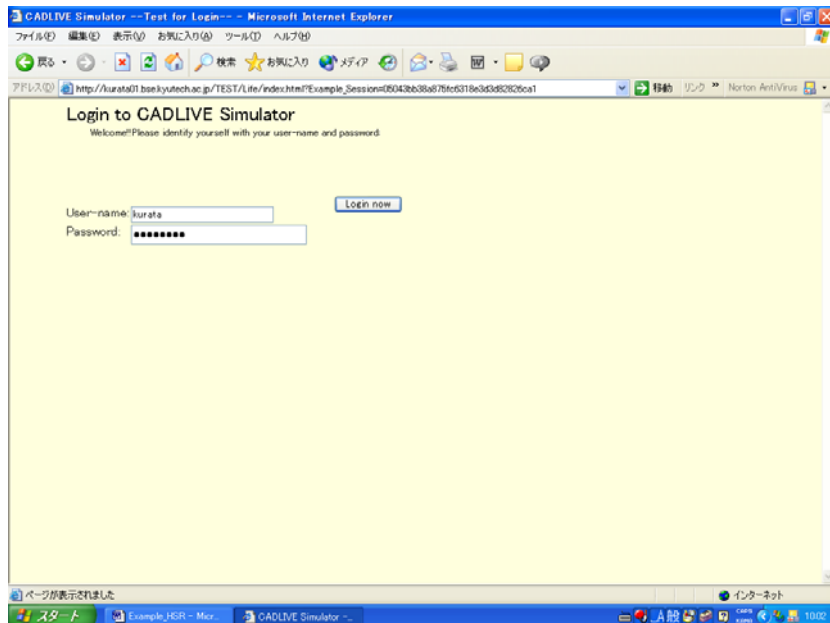 CADLIVE Simulator --Test for Login-- - Microsoft Internet Explorer
ファイル(F) 編集(E) 表示(V) お気に入り(A) ツール(T) ヘルプ(H)
戻る 検索 お気に入り メディア
アドレス(D) http://kurata01.bse.kyutech.ac.jp/TEST/Life/index.html?Example_Session=05043bb38a875fc6318e3d3d82826ca1 移動 リンク » Norton AntiVirus
Login to CADLIVE Simulator
Welcome!!Please identify yourself with your user-name and password.
Login now
User-name: kurata
Password: ●●●●●●●●
ページが表示されました インターネット
スタート Example_HSR - Micr... CADLIVE Simulator -... A 般 CAPS 10:02